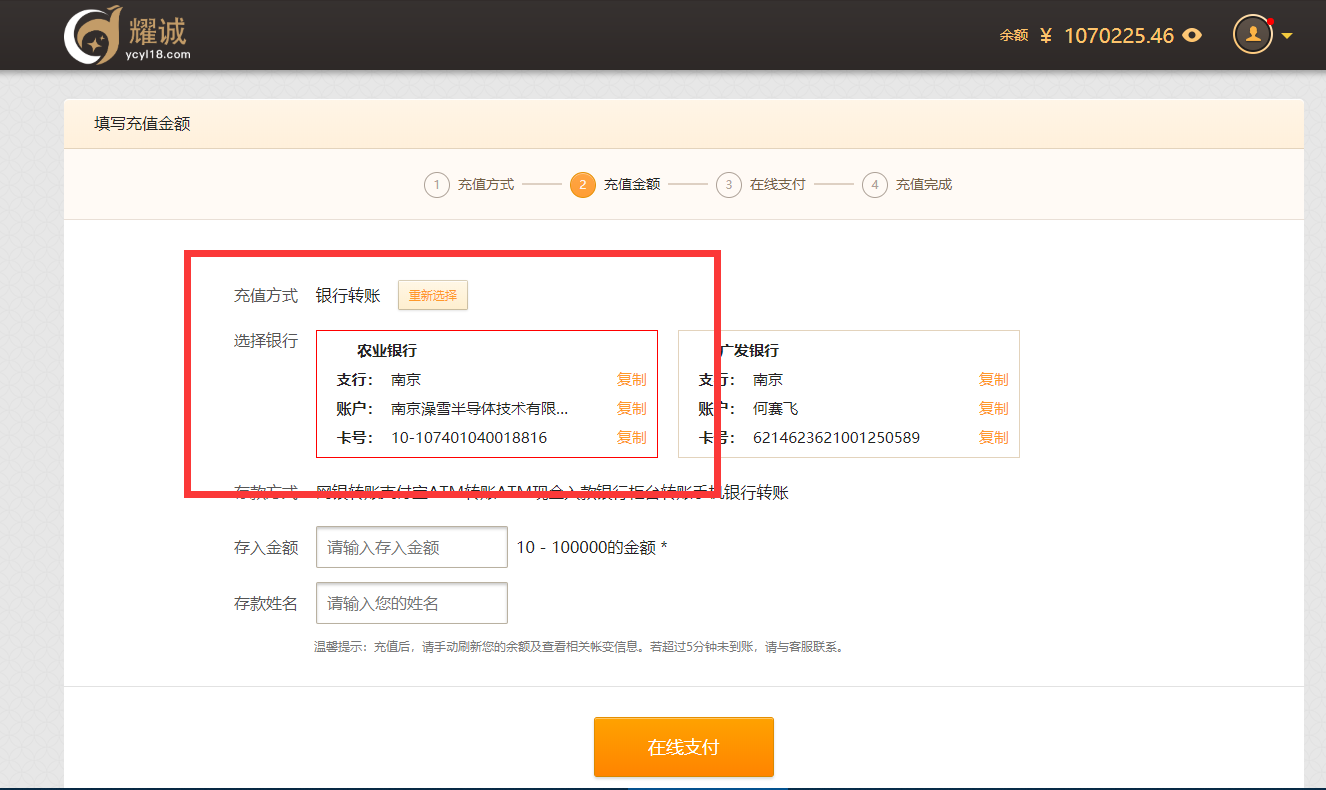 耀诚
ycyl18.com
余额 ¥ 1070225.46
填写充值金额
1 充值方式 2 充值金额 3 在线支付 4 充值完成
充值方式 银行转账 重新选择
选择银行
农业银行
支行： 南京 复制
账户： 南京澡雪半导体技术有限... 复制
卡号： 10-107401040018816 复制
广发银行
支行： 南京 复制
账户： 何赛飞 复制
卡号： 6214623621001250589 复制
存款方式 网银转账支付宝ATM转账ATM现金入款银行柜台转账手机银行转账
存入金额 请输入存入金额 10 - 100000的金额 *
存款姓名 请输入您的姓名
温馨提示：充值后，请手动刷新您的余额及查看相关帐变信息。若超过5分钟未到账，请与客服联系。
在线支付